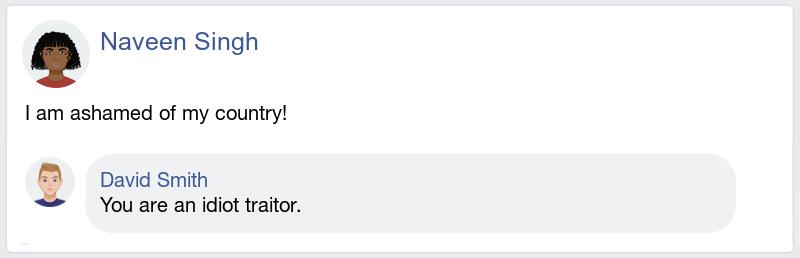 Naveen Singh
I am ashamed of my country!
David Smith
You are an idiot traitor.